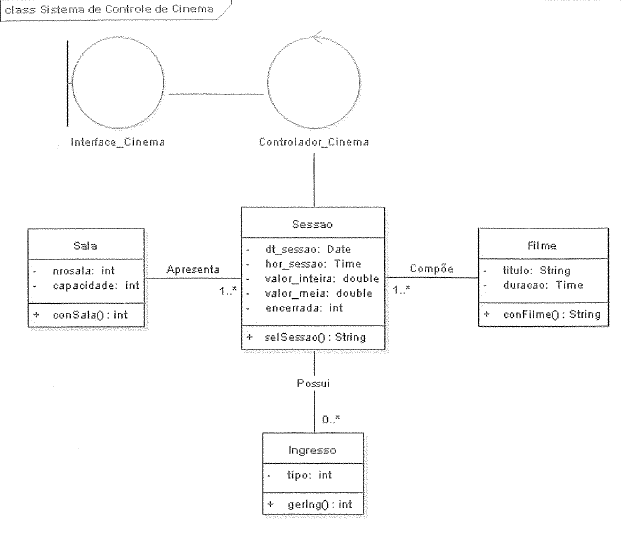 class Sistema de Controle de Cinema
Interface_Cinema
Controlador_Cinema
Sessao
- dt_sessao: Date
- hor_sessao: Time
- valor_inteira: double
- valor_meia: double
- encerrada: int
+ selSessao() : String
Sala
- nrosala: int
- capacidade: int
+ conSala() : int
Apresenta
1..*
Compõe
1..*
Filme
- titulo: String
- duracao: Time
+ conFilme() : String
Possui
0..*
Ingresso
- tipo: int
+ gerIng() : int